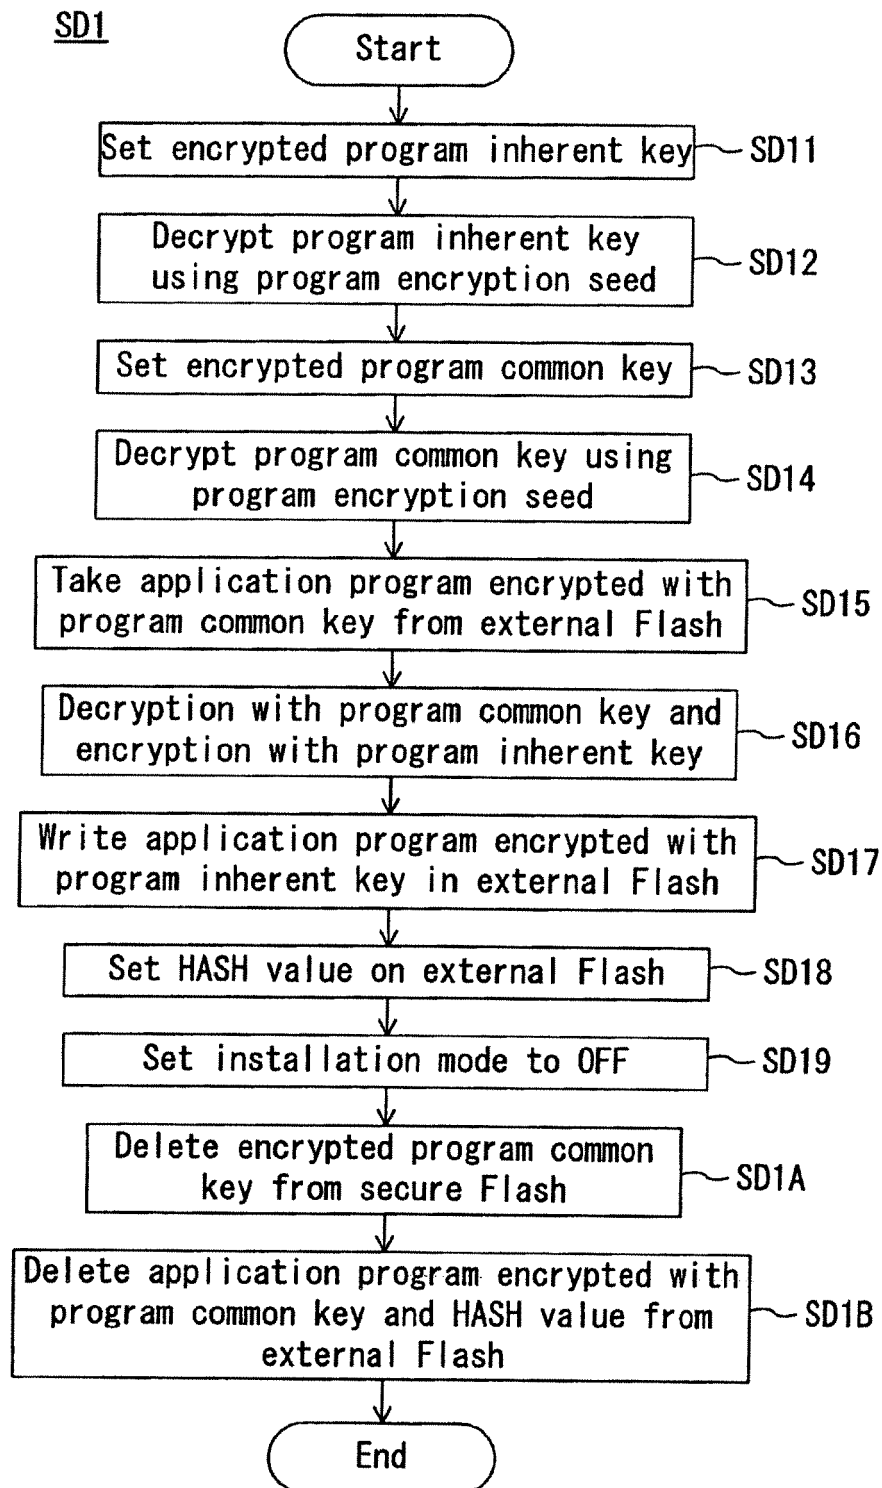 SD1
Start
Set encrypted program inherent key
SD11
Decrypt program inherent key
using program encryption seed
SD12
Set encrypted program common key
SD13
Decrypt program common key using
program encryption seed
SD14
Take application program encrypted with
program common key from external Flash
SD15
Decryption with program common key and
encryption with program inherent key
SD16
Write application program encrypted with
program inherent key in external Flash
SD17
Set HASH value on external Flash
SD18
Set installation mode to OFF
SD19
Delete encrypted program common
key from secure Flash
SD1A
Delete application program encrypted with
program common key and HASH value from
external Flash
SD1B
End